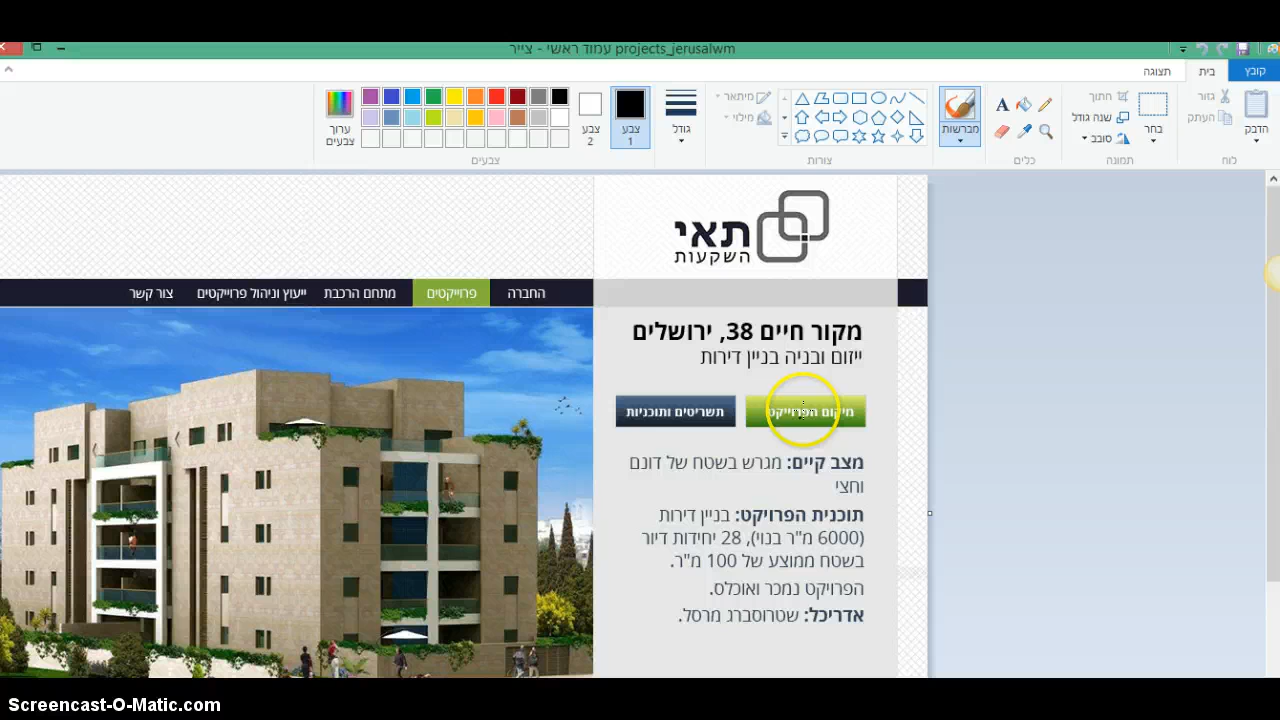 projects_jerusalwm עמוד ראשי - צייר
קובץ
בית
תצוגה
הדבק
גזור
העתק
לוח
בחר
חתוך
שנה גודל
סובב
תמונה
A
כלים
מברשות
מיתאר
מילוי
צורות
גודל
צבע 1
צבע 2
ערוך צבעים
צבעים
תאי
השקעות
החברה
פרוייקטים
מתחם הרכבת
ייעוץ וניהול פרוייקטים
צור קשר
מקור חיים 38, ירושלים
ייזום ובניה בניין דירות
מיקום הפרוייקט
תשריטים ותוכניות
מצב קיים: מגרש בשטח של דונם
וחצי
תוכנית הפרויקט: בניין דירות
(6000 מ"ר בנוי), 28 יחידות דיור
בשטח ממוצע של 100 מ"ר.
הפרויקט נמכר ואוכלס.
אדריכל: שטרוסברג מרסל.
Screencast-O-Matic.com